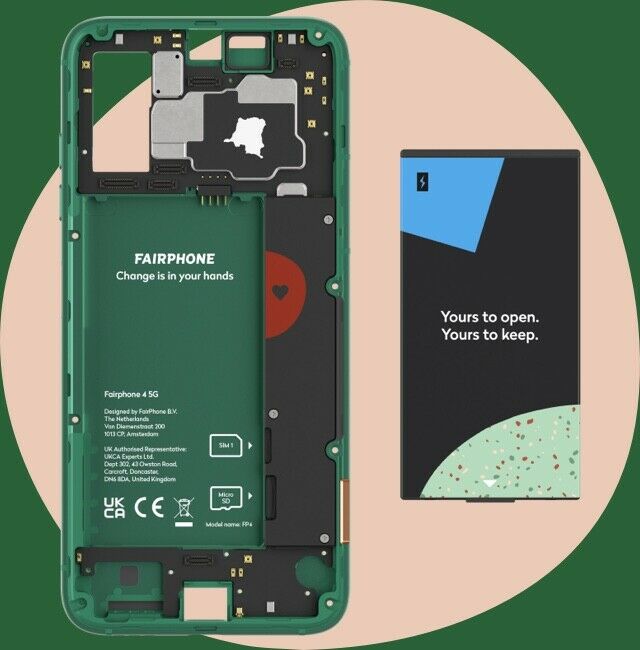 FAIRPHONE
Change is in your hands
Fairphone 4 5G
Designed by FairPhone B.V.
The Netherlands
Van Diemenstraat 200
1013 CP, Amsterdam
UK Authorised Representative:
UKCA Experts Ltd.
Dept 302, 43 Owston Road,
Carcroft, Doncaster,
DN6 8DA, United Kingdom
SIM 1
Micro
SD
UK
CA CE
Model name: FP4
Yours to open.
Yours to keep.